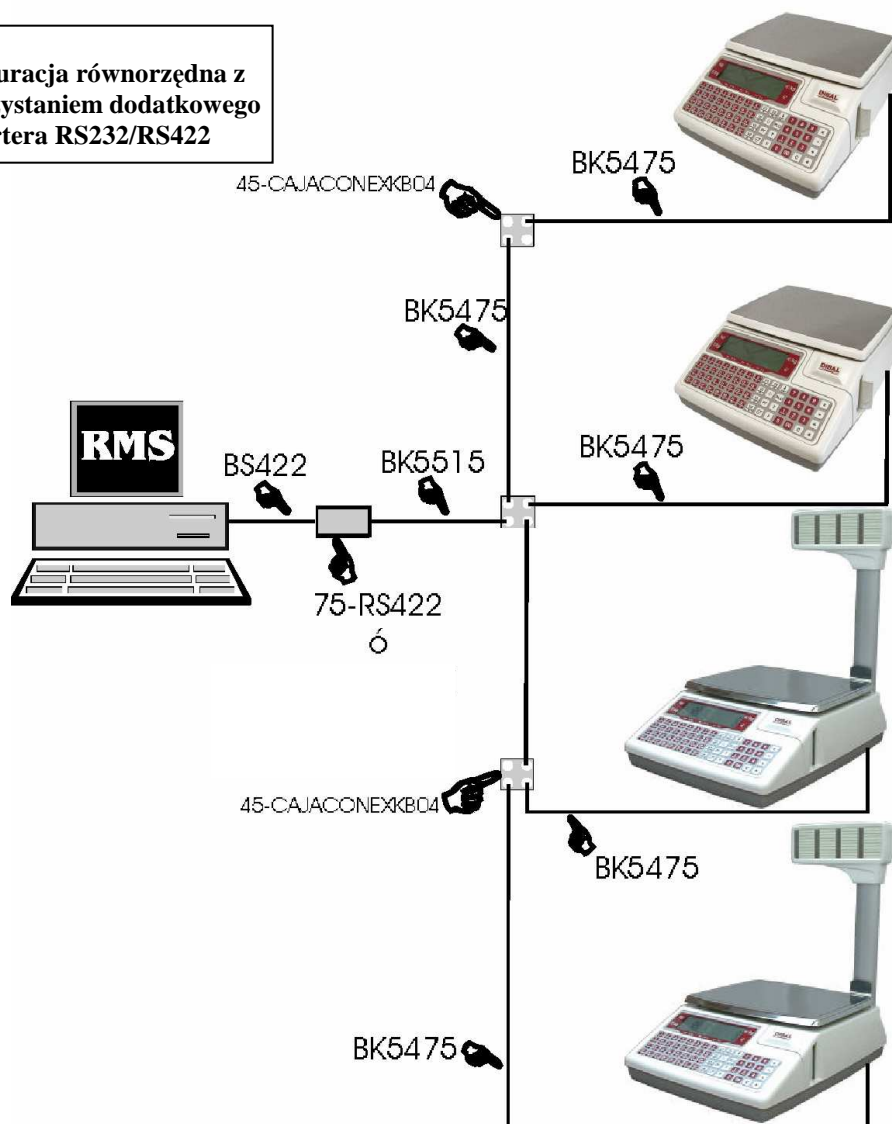 uracja równorzędna z
ystaniem dodatkowego
rtera RS232/RS422
45-CAJACONEXKB04
BK5475
BK5475
RMS
BS422
BK5515
BK5475
75-RS422
Ó
45-CAJACONEXKB04
BK5475
BK5475